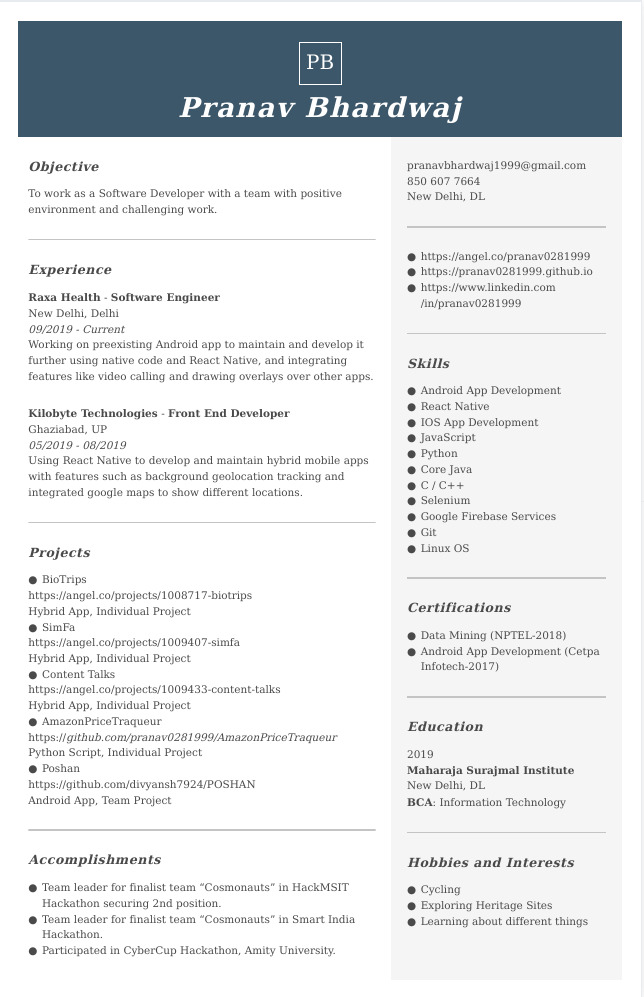 PB
Pranav Bhardwaj
Objective
To work as a Software Developer with a team with positive
environment and challenging work.
Experience
Raxa Health - Software Engineer
New Delhi, Delhi
09/2019 - Current
Working on preexisting Android app to maintain and develop it
further using native code and React Native, and integrating
features like video calling and drawing overlays over other apps.
Kilobyte Technologies - Front End Developer
Ghaziabad, UP
05/2019 - 08/2019
Using React Native to develop and maintain hybrid mobile apps
with features such as background geolocation tracking and
integrated google maps to show different locations.
Projects
● BioTrips
https://angel.co/projects/1008717-biotrips
Hybrid App, Individual Project
● SimFa
https://angel.co/projects/1009407-simfa
Hybrid App, Individual Project
● Content Talks
https://angel.co/projects/1009433-content-talks
Hybrid App, Individual Project
● AmazonPriceTraqueur
https://github.com/pranav0281999/AmazonPriceTraqueur
Python Script, Individual Project
● Poshan
https://github.com/divyansh7924/POSHAN
Android App, Team Project
Accomplishments
● Team leader for finalist team “Cosmonauts” in HackMSIT
Hackathon securing 2nd position.
● Team leader for finalist team “Cosmonauts” in Smart India
Hackathon.
● Participated in CyberCup Hackathon, Amity University.
pranavbhardwaj1999@gmail.com
850 607 7664
New Delhi, DL
● https://angel.co/pranav0281999
● https://pranav0281999.github.io
● https://www.linkedin.com
/in/pranav0281999
Skills
● Android App Development
● React Native
● IOS App Development
● JavaScript
● Python
● Core Java
● C / C++
● Selenium
● Google Firebase Services
● Git
● Linux OS
Certifications
● Data Mining (NPTEL-2018)
● Android App Development (Cetpa
Infotech-2017)
Education
2019
Maharaja Surajmal Institute
New Delhi, DL
BCA: Information Technology
Hobbies and Interests
● Cycling
● Exploring Heritage Sites
● Learning about different things